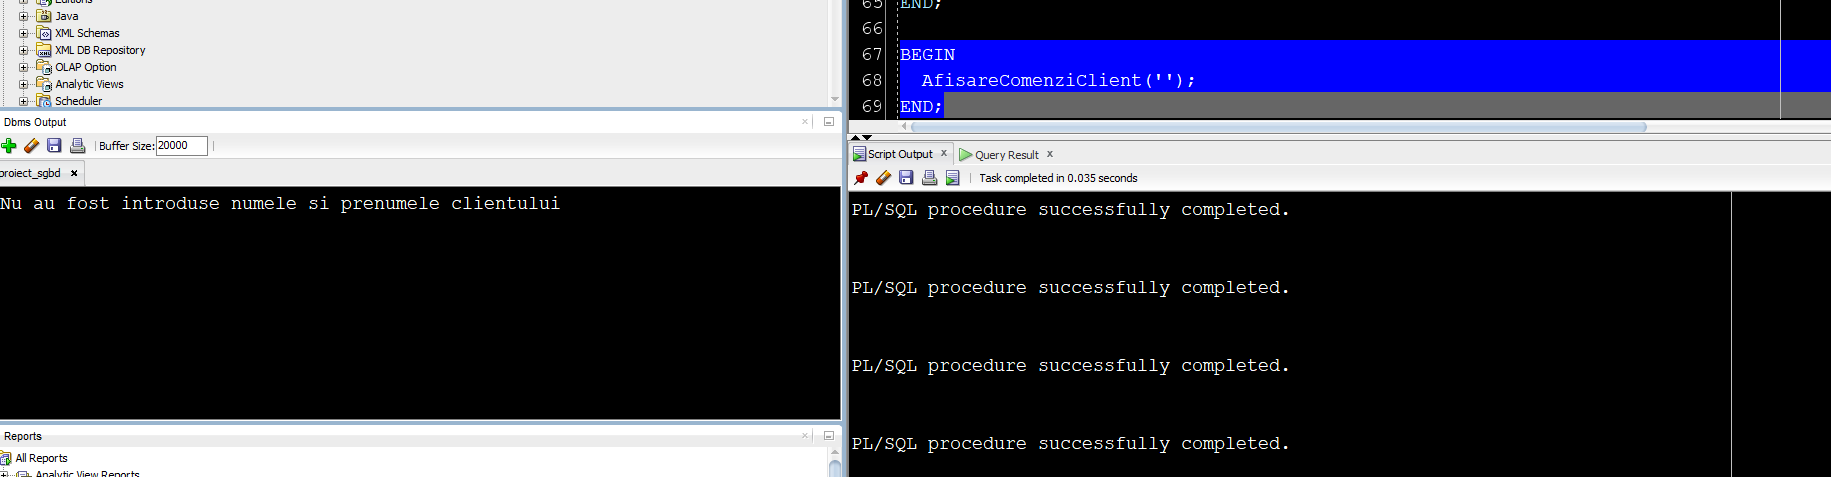 Editions
Java
XML Schemas
XML DB Repository
OLAP Option
Analytic Views
Scheduler
Dbms Output
Buffer Size: 20000
proiect_sgbd
Nu au fost introduse numele si prenumele clientului
Reports
All Reports
Analytic View Reports
65 END;
66
67 BEGIN
68 AfisareComenziClient('');
69 END;
Script Output
Query Result
Task completed in 0.035 seconds
PL/SQL procedure successfully completed.
PL/SQL procedure successfully completed.
PL/SQL procedure successfully completed.
PL/SQL procedure successfully completed.